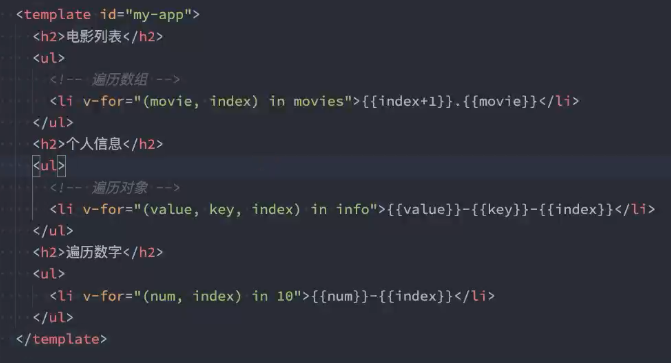 <template id="my-app">
<h2>电影列表</h2>
<ul>
<!-- 遍历数组 -->
<li v-for="(movie, index) in movies">{{index+1}}.{{movie}}</li>
</ul>
<h2>个人信息</h2>
<ul>
<!-- 遍历对象 -->
<li v-for="(value, key, index) in info">{{value}}-{{key}}-{{index}}</li>
</ul>
<h2>遍历数字</h2>
<ul>
<li v-for="(num, index) in 10">{{num}}-{{index}}</li>
</ul>
</template>